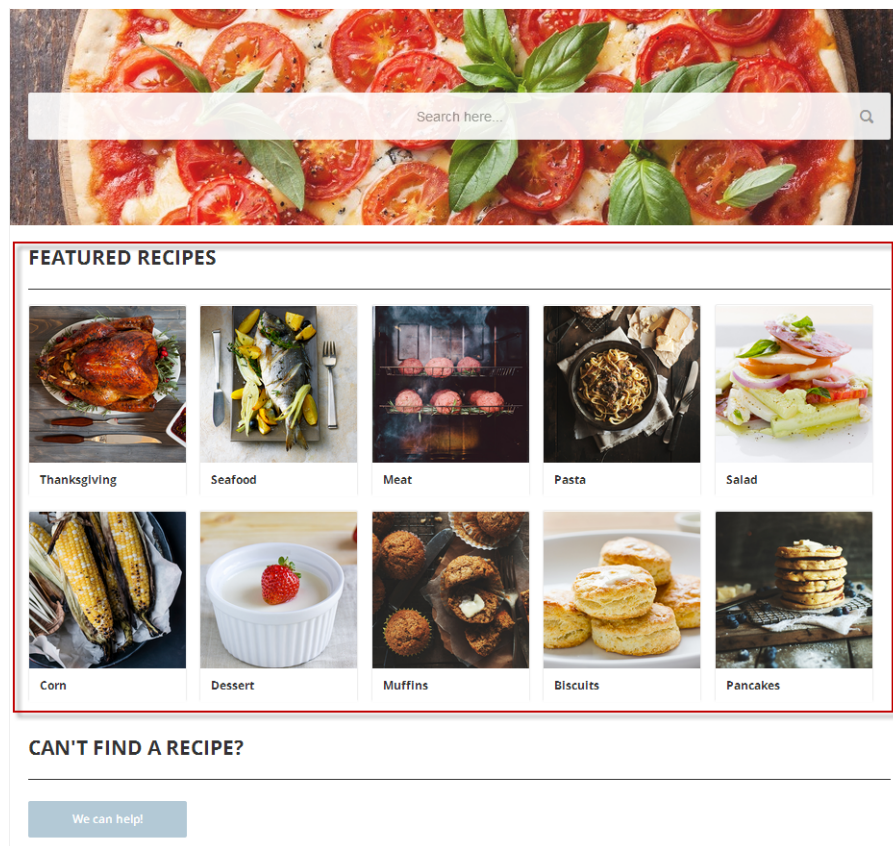 Search here...
FEATURED RECIPES
Thanksgiving
Seafood
Meat
Pasta
Salad
Corn
Dessert
Muffins
Biscuits
Pancakes
CAN'T FIND A RECIPE?
We can help!